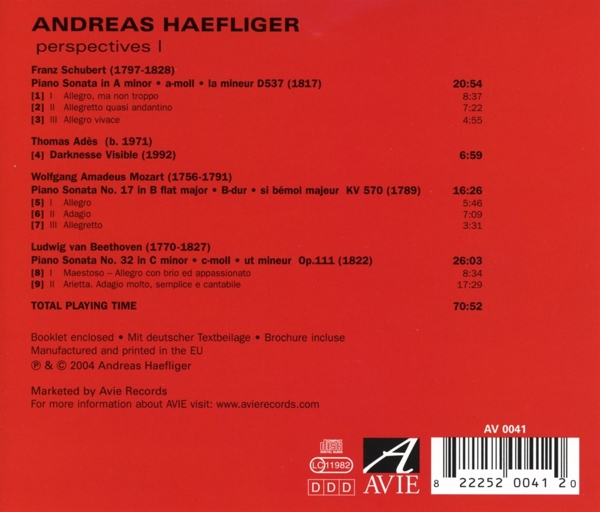 ANDREAS HAEFLIGER
perspectives I
Franz Schubert (1797-1828)
Piano Sonata in A minor • a-moll • la mineur D537 (1817) 20:54
[1] I Allegro, ma non troppo 8:37
[2] II Allegretto quasi andantino 7:22
[3] III Allegro vivace 4:55
Thomas Adès (b. 1971)
[4] Darknesse Visible (1992) 6:59
Wolfgang Amadeus Mozart (1756-1791)
Piano Sonata No. 17 in B flat major • B-dur • si bémol majeur KV 570 (1789) 16:26
[5] I Allegro 5:46
[6] II Adagio 7:09
[7] III Allegretto 3:31
Ludwig van Beethoven (1770-1827)
Piano Sonata No. 32 in C minor • c-moll • ut mineur Op.111 (1822) 26:03
[8] I Maestoso – Allegro con brio ed appassionato 8:34
[9] II Arietta. Adagio molto, semplice e cantabile 17:29
TOTAL PLAYING TIME 70:52
Booklet enclosed • Mit deutscher Textbeilage • Brochure incluse
Manufactured and printed in the EU
℗ & © 2004 Andreas Haefliger
Marketed by Avie Records
For more information about AVIE visit: www.avierecords.com
AV 0041
COMPACT
disc
DIGITAL AUDIO
LC 11982
DDD
A
AVIE
8 22252 00412 0